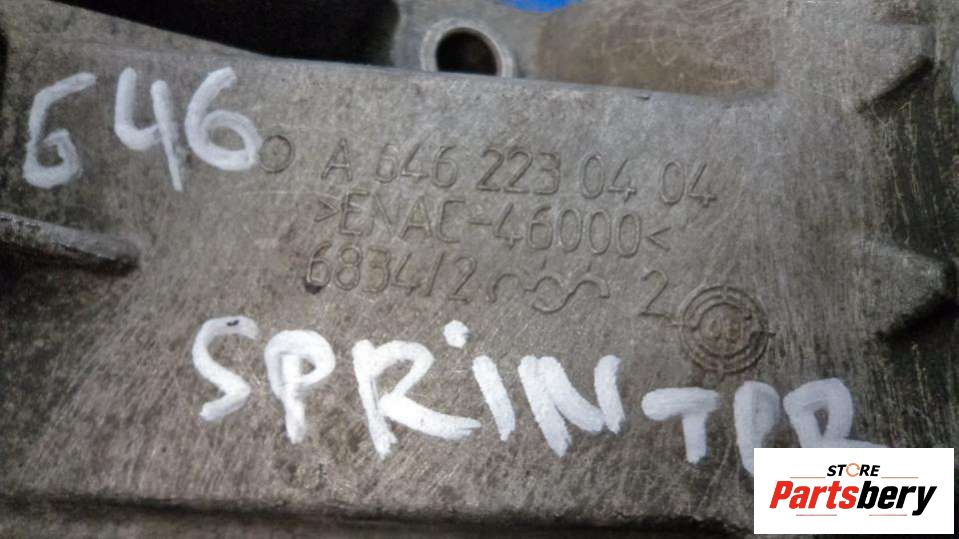 646
A 646 223 04 04
>ENAC-46000<
6834/2 2
SPRINTER
STORE
Partsbery